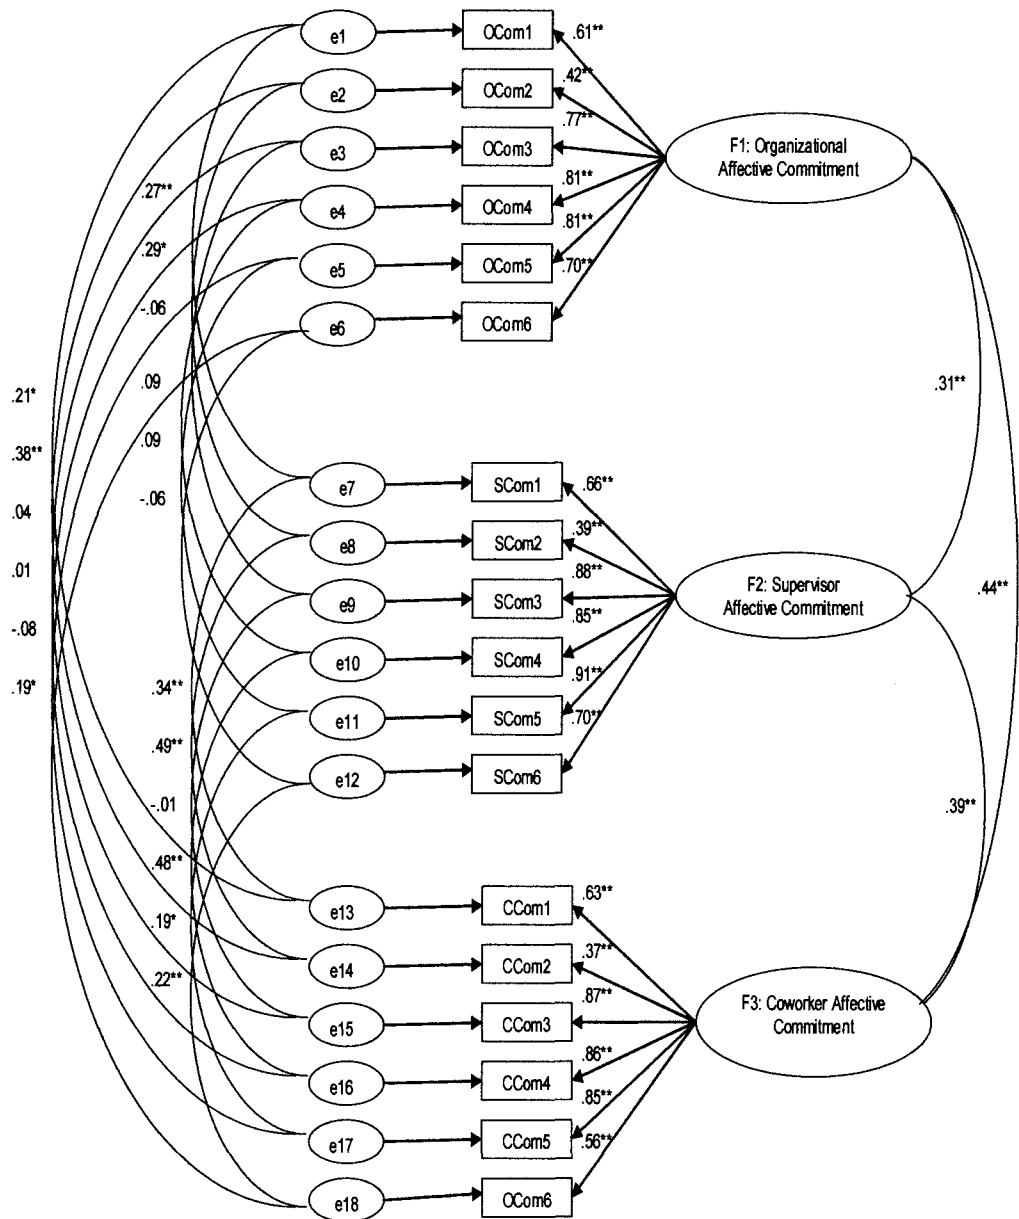 e1
OCom1
.61**
e2
OCom2
.42**
e3
OCom3
.77**
F1: Organizational
Affective Commitment
.27**
e4
OCom4
.81**
.29*
e5
OCom5
.81**
-.06
e6
OCom6
.70**
.09
.31**
.21*
.09
.38**
-.06
e7
SCom1
.66**
.04
e8
SCom2
.39**
.01
e9
SCom3
.88**
F2: Supervisor
Affective Commitment
.44**
-.08
e10
SCom4
.85**
.19*
.34**
e11
SCom5
.91**
.49**
e12
SCom6
.70**
-.01
.39**
.48**
e13
CCom1
.63**
.19*
e14
CCom2
.37**
.22**
e15
CCom3
.87**
F3: Coworker Affective
Commitment
e16
CCom4
.86**
e17
CCom5
.85**
e18
OCom6
.56**